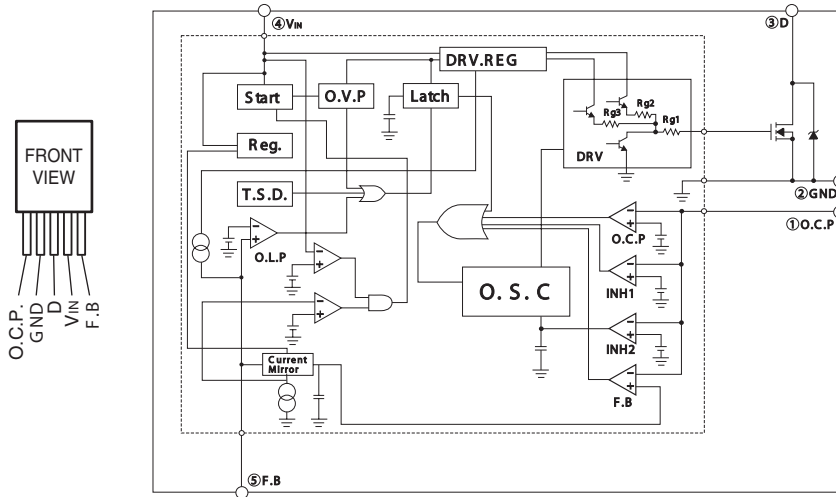 ④VIN
③D
DRV.REG
Start
O.V.P
Latch
Rg2
Rg3
Rg1
DRV
FRONT
VIEW
Reg.
T.S.D.
②GND
①O.C.P
O.L.P
O.C.P
INH1
O. S. C
INH2
Current
Mirror
F.B
O.C.P.
GND
D
VIN
F.B
⑤F.B
- + - + - + - + - + - + - +